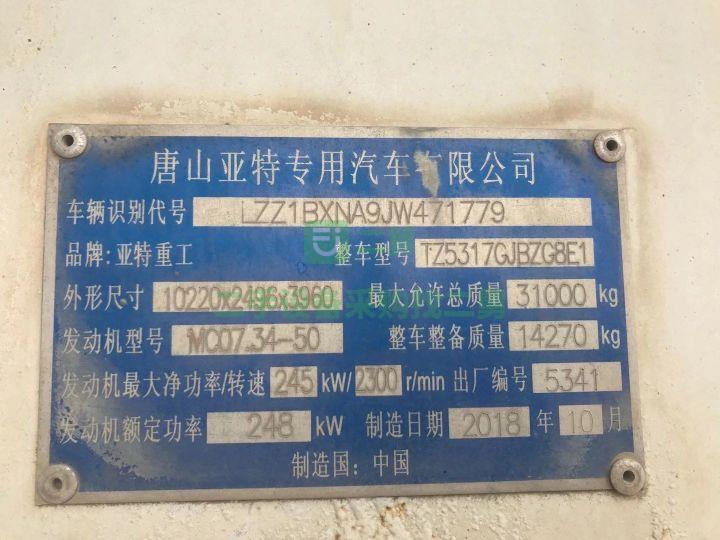 唐山亚特专用汽车有限公司
车辆识别代号 LZZ1BXNA9JW471779
品牌:亚特重工 整车型号 TZ5317GJBZG8E1
外形尺寸 10220x2496x3960 最大允许总质量 31000 kg
发动机型号 MC07.34-50 整车整备质量 14270 kg
发动机最大净功率/转速 245 kW/ 2300 r/min 出厂编号 5341
发动机额定功率 248 kW 制造日期 2018 年 10 月
制造国: 中国